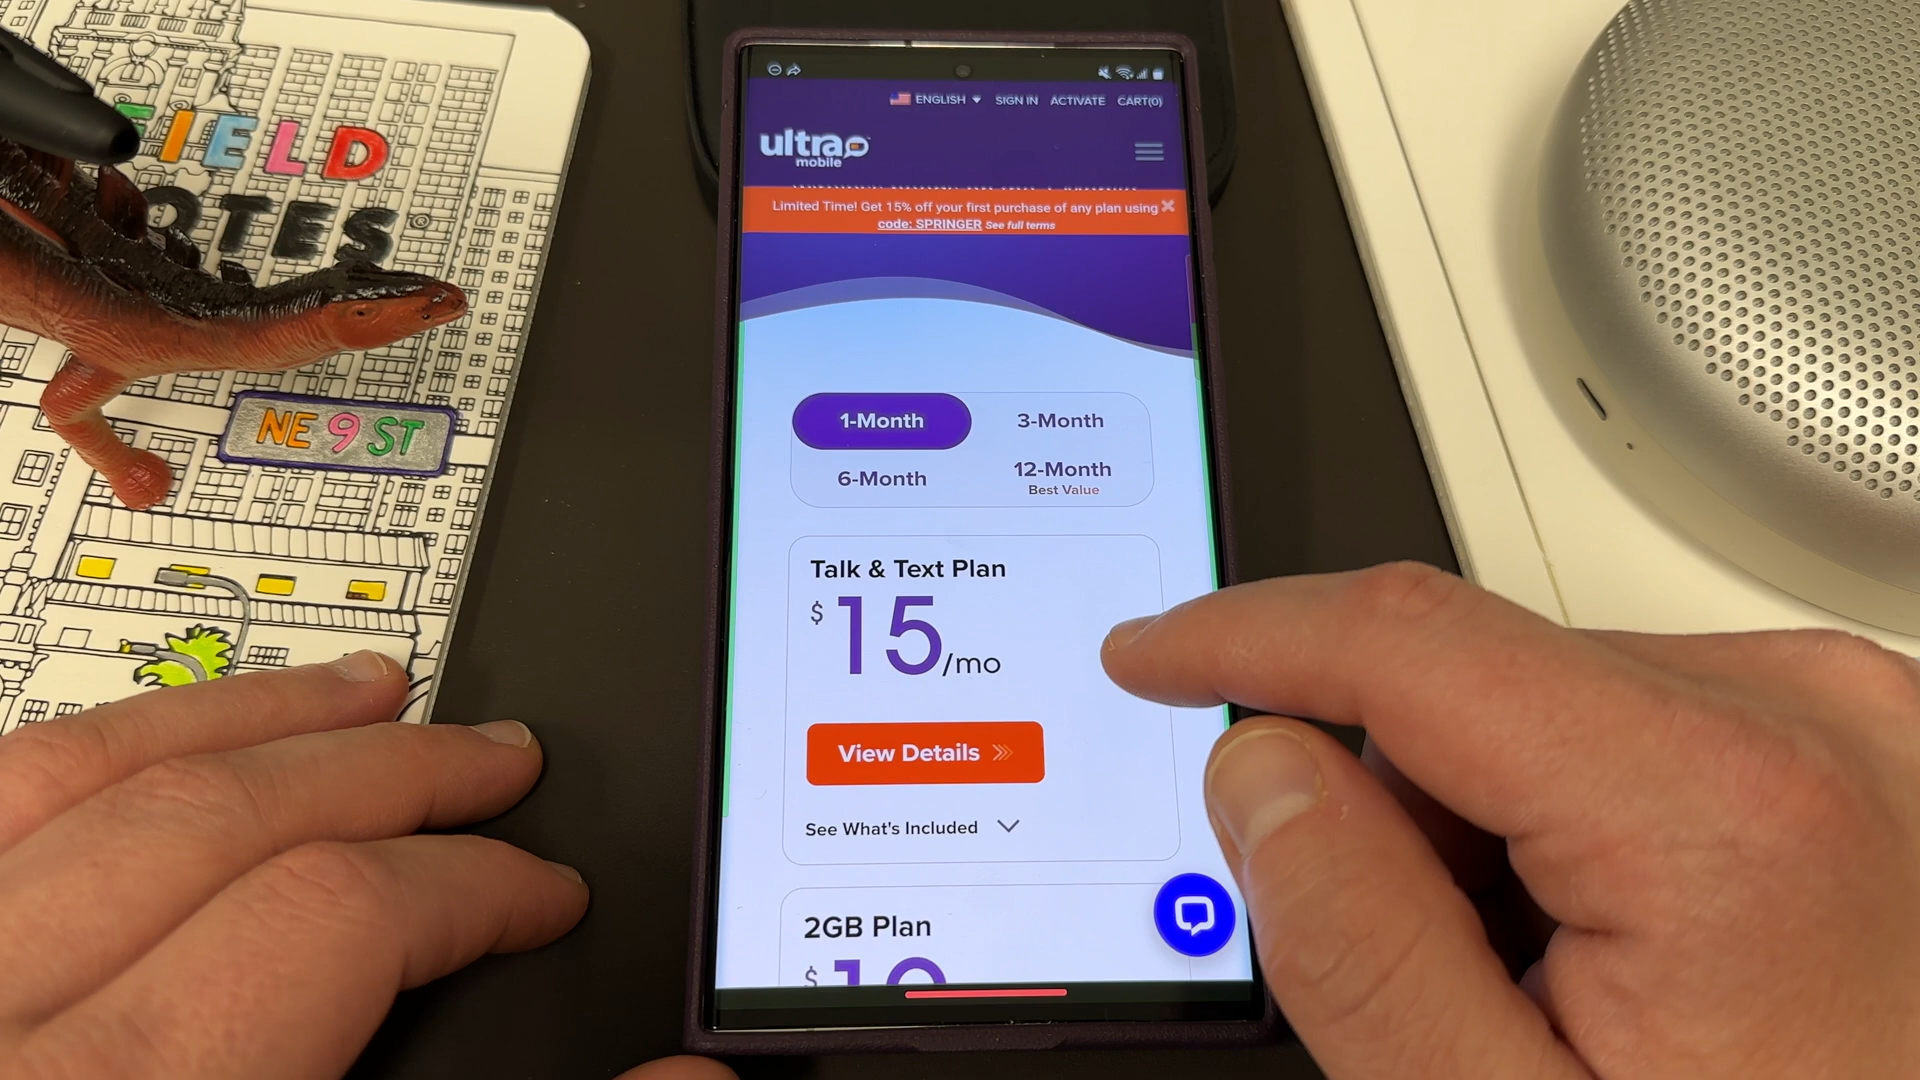 FIELD
NOTES®
NE 9 ST
ENGLISH
SIGN IN
ACTIVATE
CART(0)
ultra
mobile
Limited Time! Get 15% off your first purchase of any plan using
code: SPRINGER See full terms
1-Month
3-Month
6-Month
12-Month
Best Value
Talk & Text Plan
$15/mo
View Details
See What's Included
2GB Plan
$